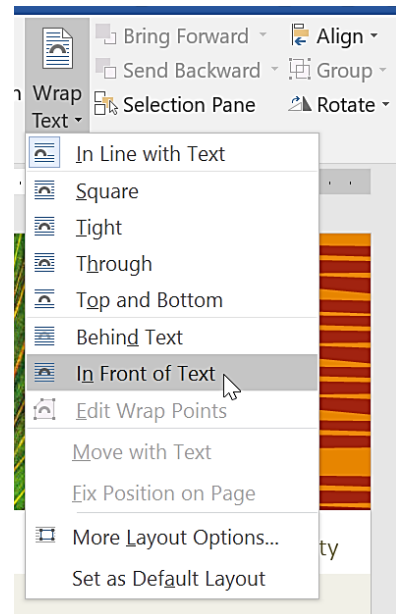 Bring Forward
Align
Send Backward
Group
Wrap
Text
Selection Pane
Rotate
In Line with Text
Square
Tight
Through
Top and Bottom
Behind Text
In Front of Text
Edit Wrap Points
Move with Text
Fix Position on Page
More Layout Options...
ty
Set as Default Layout